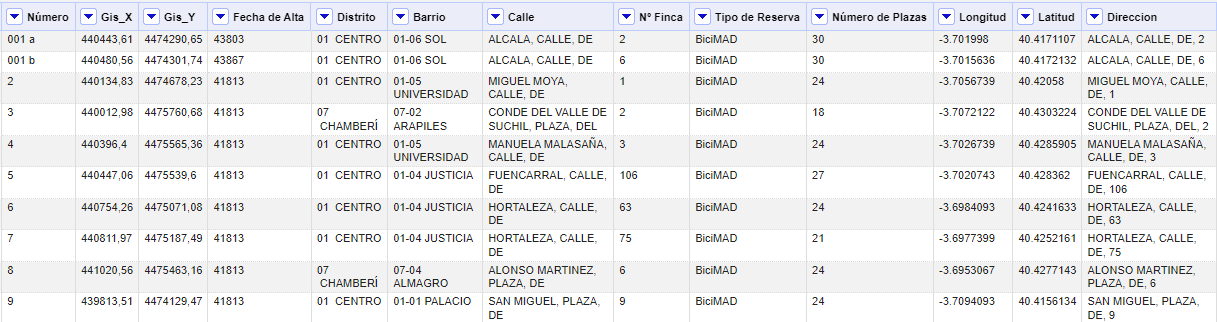 Número Gis_X Gis_Y Fecha de Alta Distrito Barrio Calle Nº Finca Tipo de Reserva Número de Plazas Longitud Latitud Direccion
001 a 440443,61 4474290,65 43803 01 CENTRO 01-06 SOL ALCALA, CALLE, DE 2 BiciMAD 30 -3.701998 40.4171107 ALCALA, CALLE, DE, 2
001 b 440480,56 4474301,74 43867 01 CENTRO 01-06 SOL ALCALA, CALLE, DE 6 BiciMAD 30 -3.7015636 40.4172132 ALCALA, CALLE, DE, 6
2 440134,83 4474678,23 41813 01 CENTRO 01-05 MIGUEL MOYA, 1 BiciMAD 24 -3.7056739 40.42058 MIGUEL MOYA, CALLE,
UNIVERSIDAD CALLE, DE DE, 1
3 440012,98 4475760,68 41813 07 07-02 CONDE DEL VALLE DE 2 BiciMAD 18 -3.7072122 40.4303224 CONDE DEL VALLE DE
CHAMBERÍ ARAPILES SUCHIL, PLAZA, DEL SUCHIL, PLAZA, DEL, 2
4 440396,4 4475565,36 41813 01 CENTRO 01-05 MANUELA MALASAÑA, 3 BiciMAD 24 -3.7026739 40.4285905 MANUELA MALASAÑA,
UNIVERSIDAD CALLE, DE CALLE, DE, 3
5 440447,06 4475539,6 41813 01 CENTRO 01-04 JUSTICIA FUENCARRAL, CALLE, 106 BiciMAD 27 -3.7020743 40.428362 FUENCARRAL, CALLE,
DE DE, 106
6 440754,26 4475071,08 41813 01 CENTRO 01-04 JUSTICIA HORTALEZA, CALLE, 63 BiciMAD 24 -3.6984093 40.4241633 HORTALEZA, CALLE,
DE DE, 63
7 440811,97 4475187,49 41813 01 CENTRO 01-04 JUSTICIA HORTALEZA, CALLE, 75 BiciMAD 21 -3.6977399 40.4252161 HORTALEZA, CALLE,
DE DE, 75
8 441020,56 4475463,16 41813 07 07-04 ALONSO MARTINEZ, 6 BiciMAD 24 -3.6953067 40.4277143 ALONSO MARTINEZ,
CHAMBERÍ ALMAGRO PLAZA, DE PLAZA, DE, 6
9 439813,51 4474129,47 41813 01 CENTRO 01-01 PALACIO SAN MIGUEL, PLAZA, 9 BiciMAD 24 -3.7094093 40.4156134 SAN MIGUEL, PLAZA,
DE DE, 9